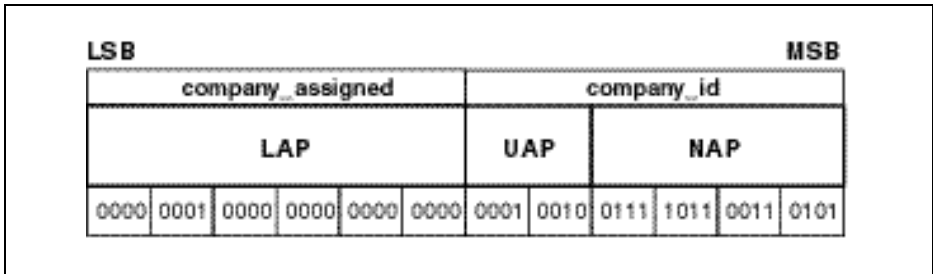 LSB MSB
company_assigned company_id
LAP UAP NAP
0000 0001 0000 0000 0000 0000 0001 0010 0111 1011 0011 0101